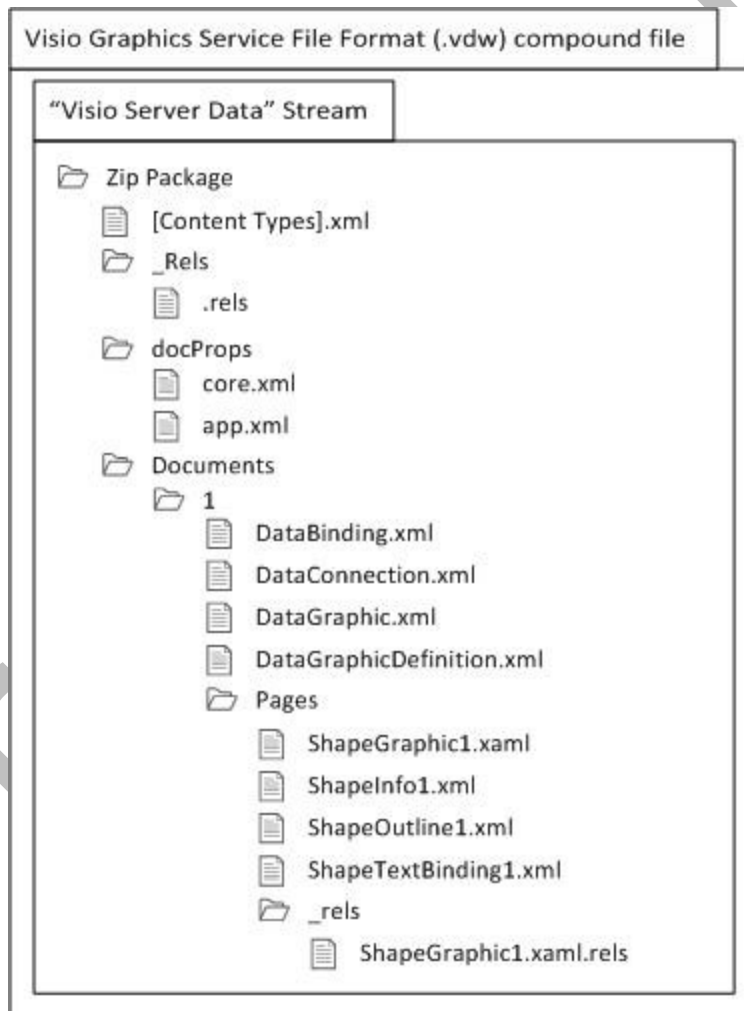 Visio Graphics Service File Format (.vdw) compound file
“Visio Server Data” Stream
Zip Package
[Content Types].xml
_Rels
.rels
docProps
core.xml
app.xml
Documents
1
DataBinding.xml
DataConnection.xml
DataGraphic.xml
DataGraphicDefinition.xml
Pages
ShapeGraphic1.xaml
ShapeInfo1.xml
ShapeOutline1.xml
ShapeTextBinding1.xml
_rels
ShapeGraphic1.xaml.rels